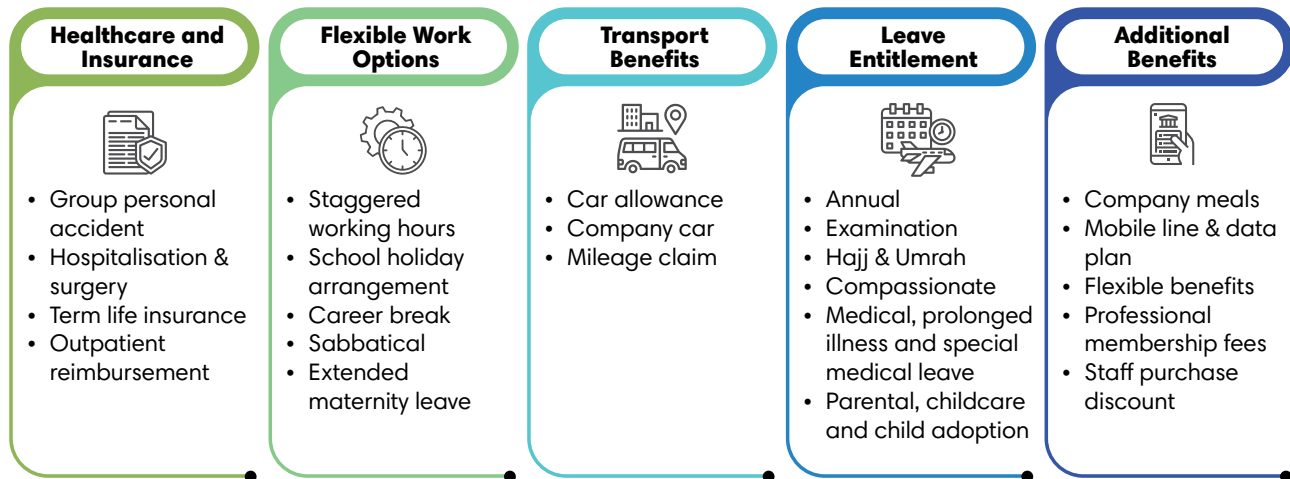 Healthcare and
Insurance
• Group personal
accident
• Hospitalisation &
surgery
• Term life insurance
• Outpatient
reimbursement
Flexible Work
Options
• Staggered
working hours
• School holiday
arrangement
• Career break
• Sabbatical
• Extended
maternity leave
Transport
Benefits
• Car allowance
• Company car
• Mileage claim
Leave
Entitlement
• Annual
• Examination
• Hajj & Umrah
• Compassionate
• Medical, prolonged
illness and special
medical leave
• Parental, childcare
and child adoption
Additional
Benefits
• Company meals
• Mobile line & data
plan
• Flexible benefits
• Professional
membership fees
• Staff purchase
discount